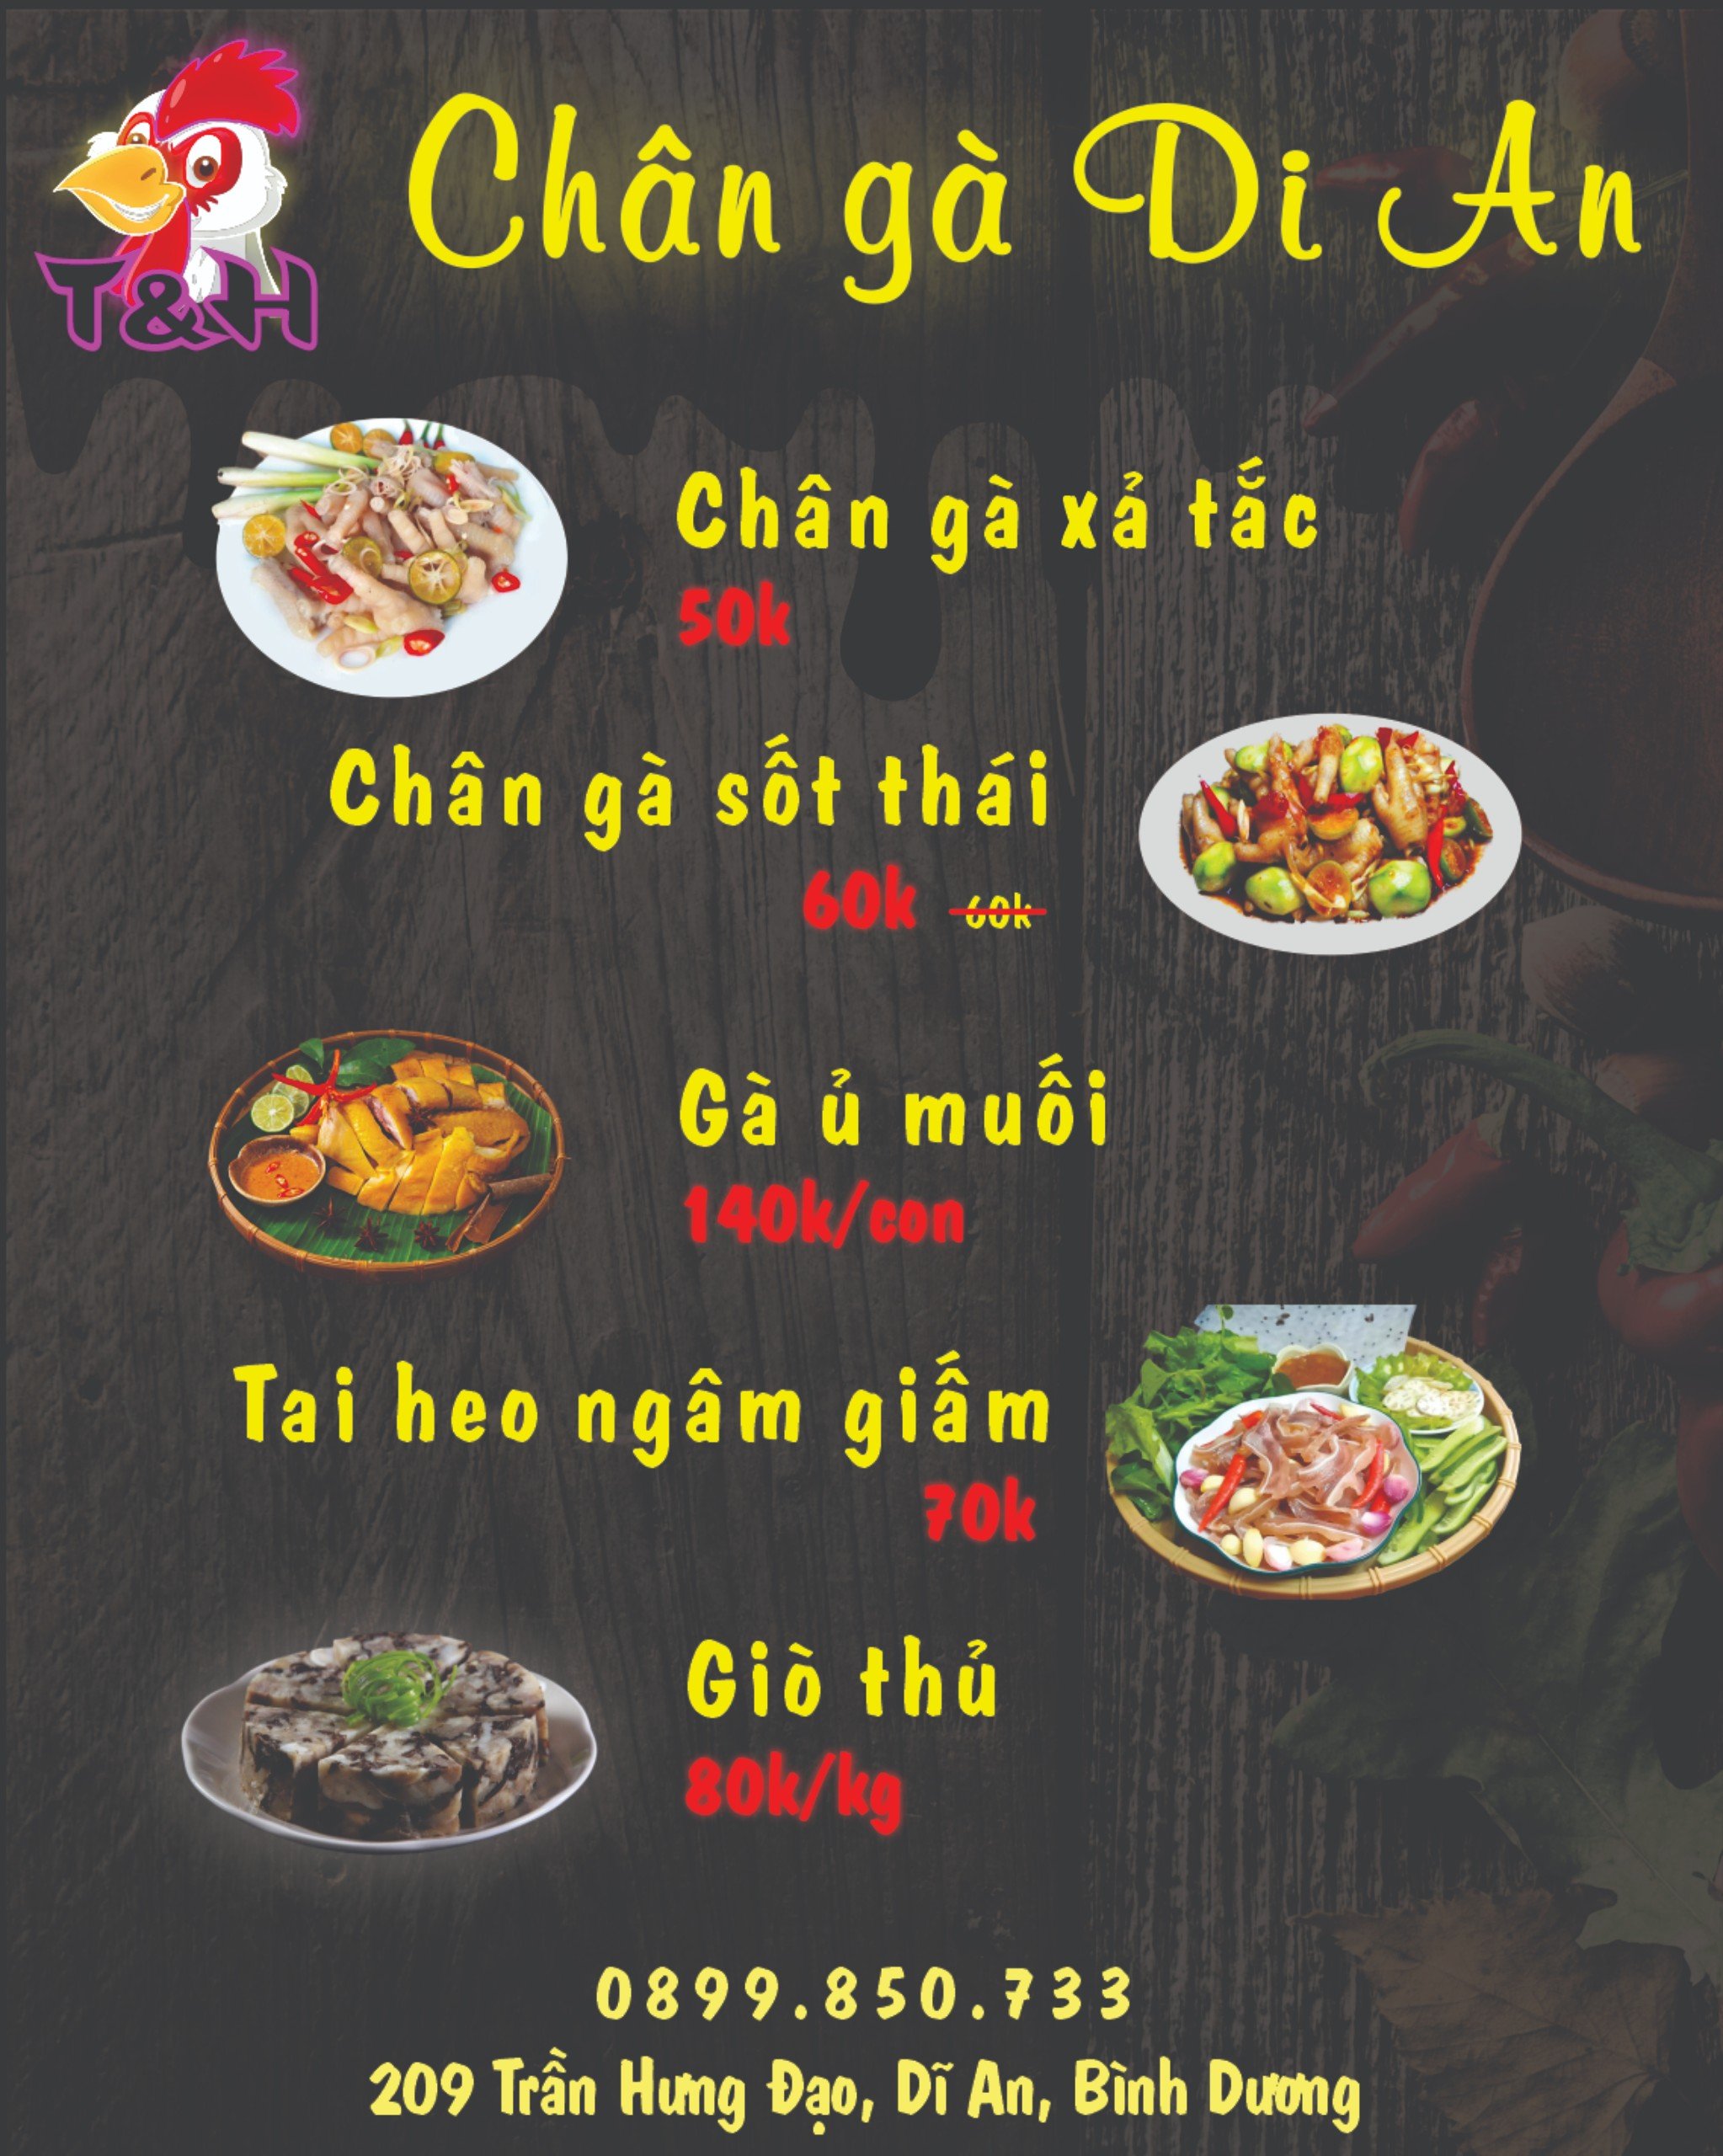 T&H
Chân gà Di An
Chân gà xả tắc
50k
Chân gà sốt thái
60k 60k
Gà ủ muối
140k/con
Tai heo ngâm giấm
70k
Giò thủ
80k/kg
0899.850.733
209 Trần Hưng Đạo, Dĩ An, Bình Dương